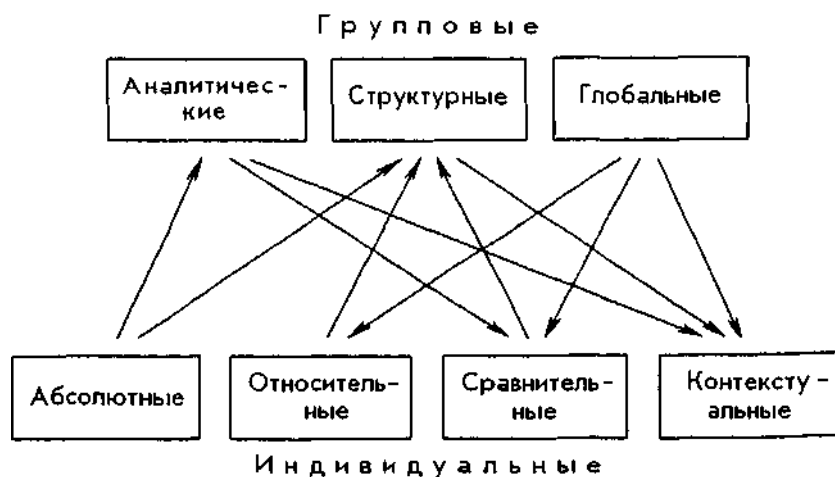 Групповые
Аналитичес-
кие
Структурные
Глобальные
Абсолютные
Относитель-
ные
Сравнитель-
ные
Контексту-
альные
Индивидуальные